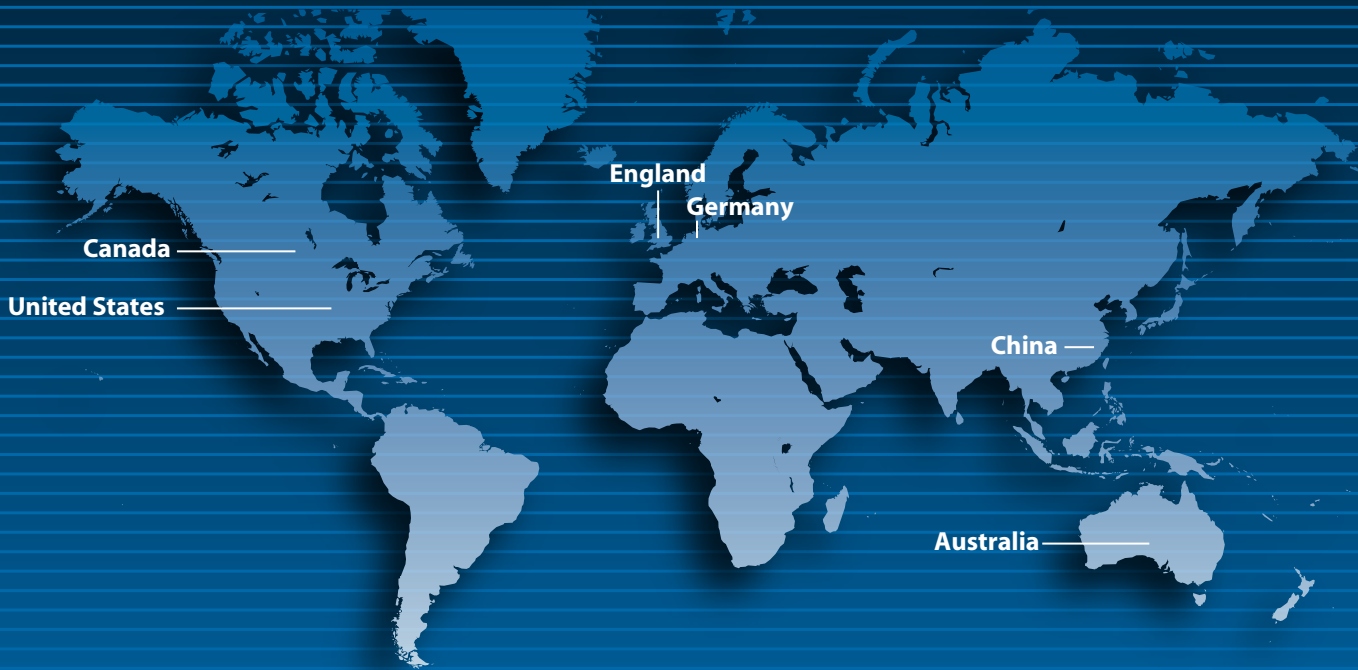 England
Germany
Canada
United States
China
Australia